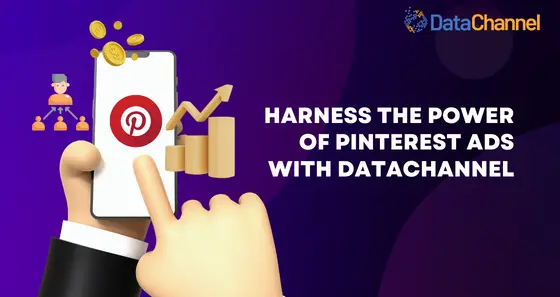 DataChannel
HARNESS THE POWER
OF PINTEREST ADS
WITH DATACHANNEL